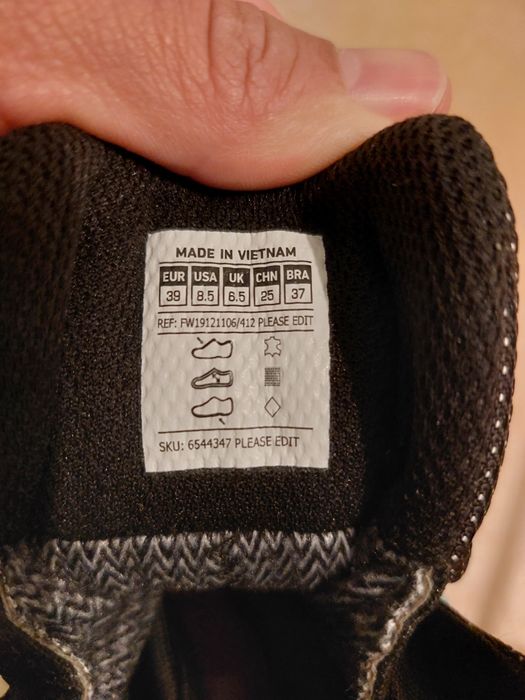 MADE IN VIETNAM
EUR USA UK CHN BRA
39 8.5 6.5 25 37
REF: FW19121106/412 PLEASE EDIT
SKU: 6544347 PLEASE EDIT